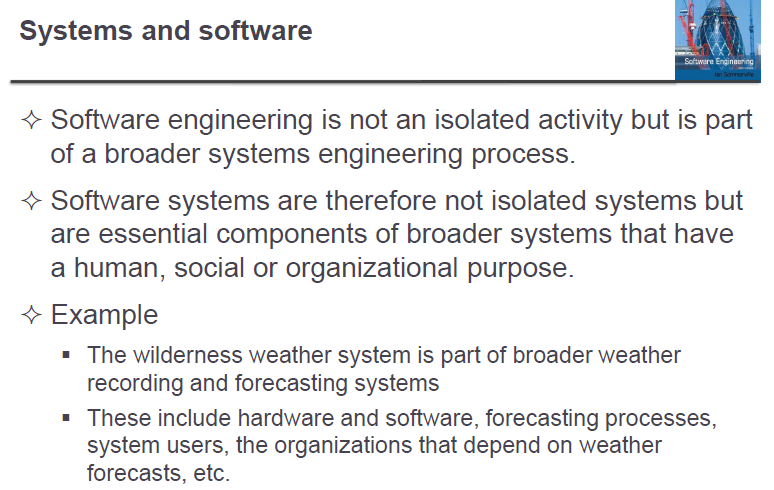 Systems and software
Software Engineering
Ian Sommerville
✧ Software engineering is not an isolated activity but is part
of a broader systems engineering process.
✧ Software systems are therefore not isolated systems but
are essential components of broader systems that have
a human, social or organizational purpose.
✧ Example
▪ The wilderness weather system is part of broader weather
recording and forecasting systems
▪ These include hardware and software, forecasting processes,
system users, the organizations that depend on weather
forecasts, etc.